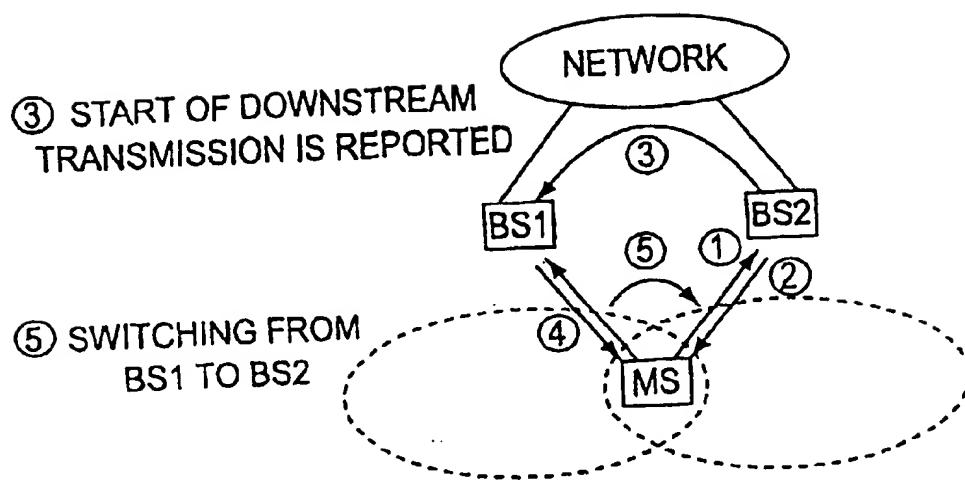 NETWORK
③ START OF DOWNSTREAM
TRANSMISSION IS REPORTED
③
BS1
BS2
⑤
①
②
④
⑤ SWITCHING FROM
BS1 TO BS2
MS